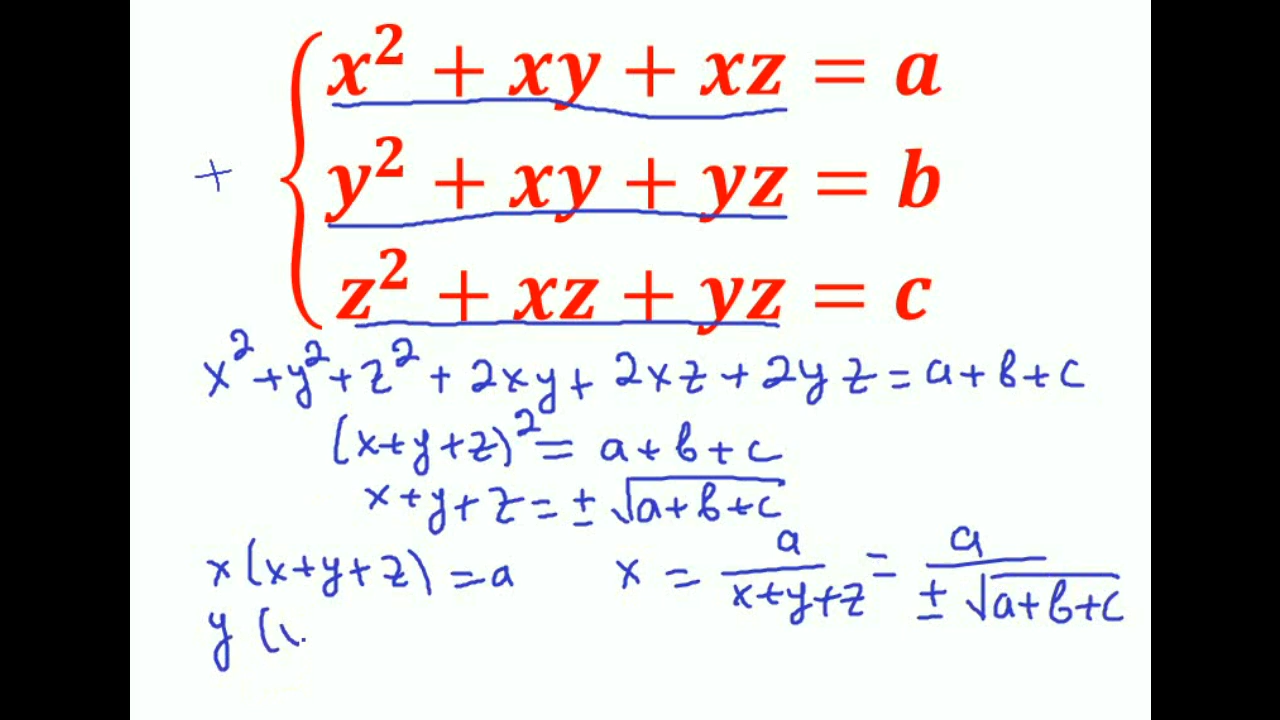 x² + xy + xz = a
+ y² + xy + yz = b
z² + xz + yz = c
x² + y² + z² + 2xy + 2xz + 2yz = a + b + c
(x + y + z)² = a + b + c
x + y + z = ± √(a + b + c)
x(x + y + z) = a    x = a/(x + y + z) = a/(± √(a + b + c))
y (